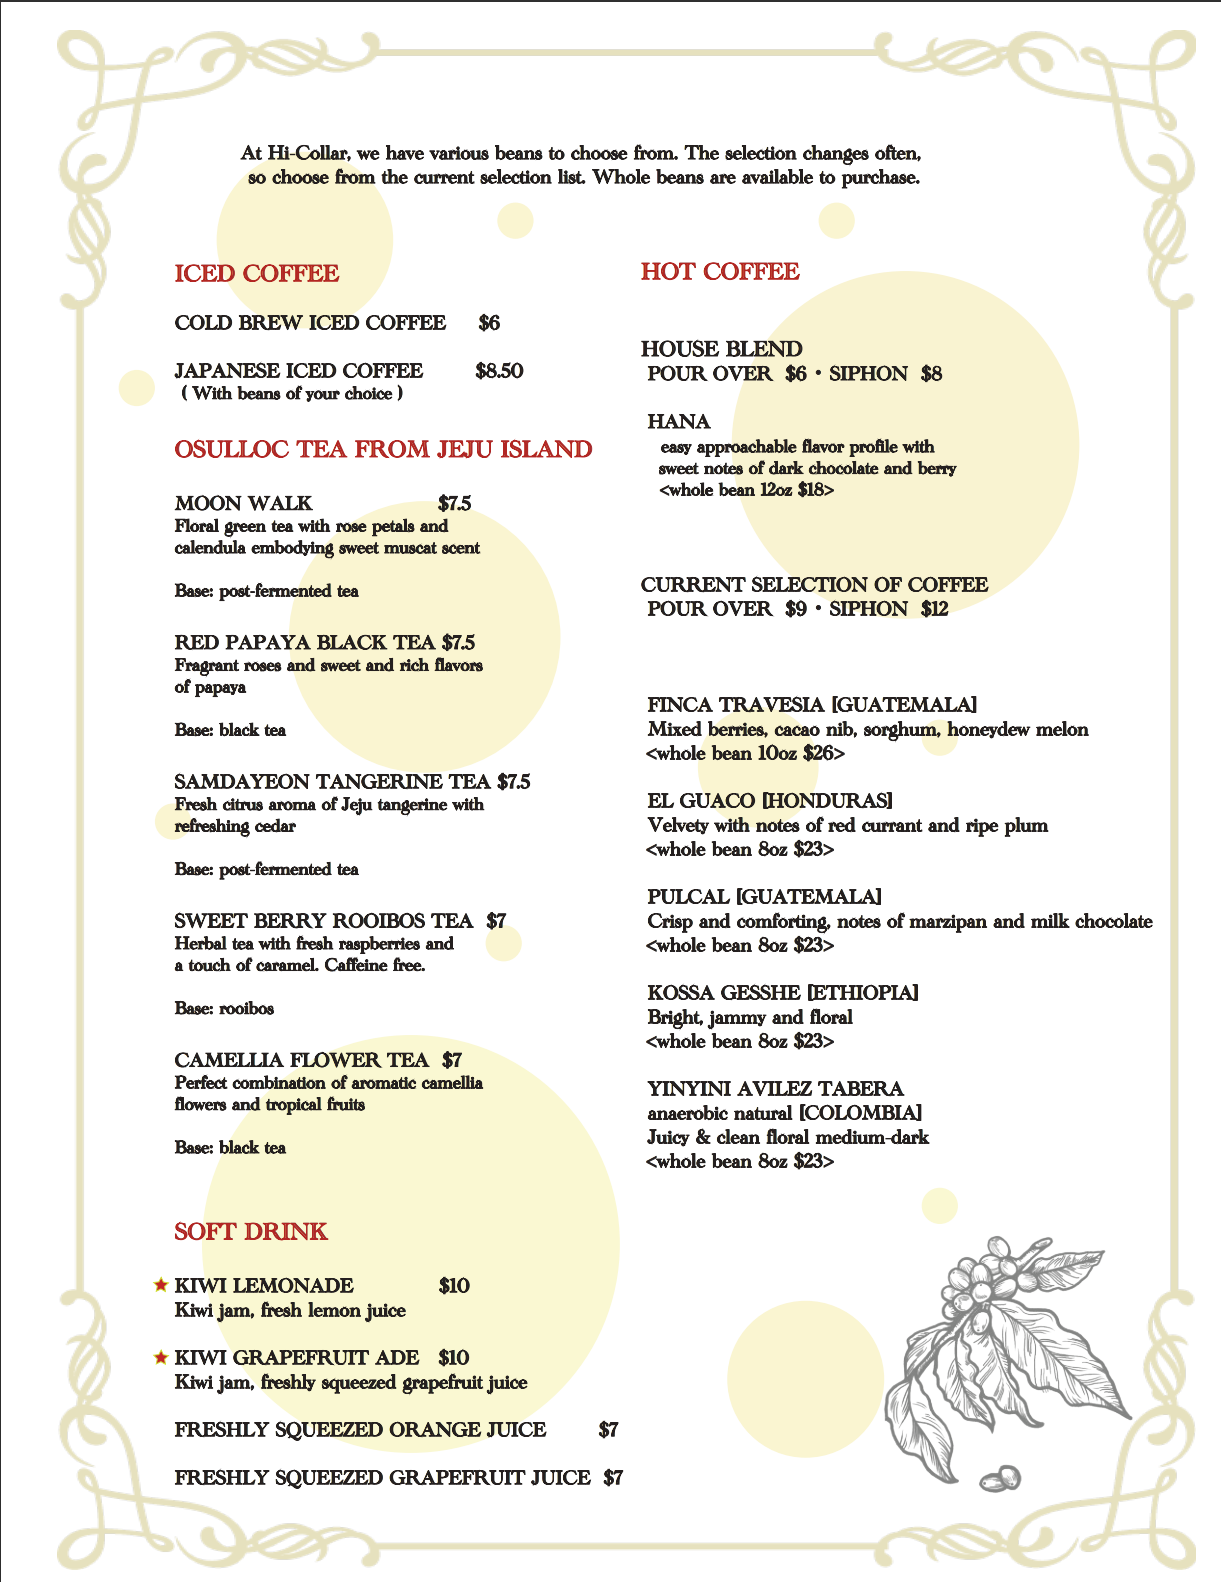 At Hi-Collar, we have various beans to choose from. The selection changes often,
so choose from the current selection list. Whole beans are available to purchase.
ICED COFFEE
COLD BREW ICED COFFEE $6
JAPANESE ICED COFFEE $8.50
( With beans of your choice )
OSULLOC TEA FROM JEJU ISLAND
MOON WALK $7.5
Floral green tea with rose petals and
calendula embodying sweet muscat scent
Base: post-fermented tea
RED PAPAYA BLACK TEA $7.5
Fragrant roses and sweet and rich flavors
of papaya
Base: black tea
SAMDAYEON TANGERINE TEA $7.5
Fresh citrus aroma of Jeju tangerine with
refreshing cedar
Base: post-fermented tea
SWEET BERRY ROOIBOS TEA $7
Herbal tea with fresh raspberries and
a touch of caramel. Caffeine free.
Base: rooibos
CAMELLIA FLOWER TEA $7
Perfect combination of aromatic camellia
flowers and tropical fruits
Base: black tea
SOFT DRINK
KIWI LEMONADE $10
Kiwi jam, fresh lemon juice
KIWI GRAPEFRUIT ADE $10
Kiwi jam, freshly squeezed grapefruit juice
FRESHLY SQUEEZED ORANGE JUICE $7
FRESHLY SQUEEZED GRAPEFRUIT JUICE $7
HOT COFFEE
HOUSE BLEND
POUR OVER $6 • SIPHON $8
HANA
easy approachable flavor profile with
sweet notes of dark chocolate and berry
<whole bean 12oz $18>
CURRENT SELECTION OF COFFEE
POUR OVER $9 • SIPHON $12
FINCA TRAVESIA [GUATEMALA]
Mixed berries, cacao nib, sorghum, honeydew melon
<whole bean 10oz $26>
EL GUACO [HONDURAS]
Velvety with notes of red currant and ripe plum
<whole bean 8oz $23>
PULCAL [GUATEMALA]
Crisp and comforting, notes of marzipan and milk chocolate
<whole bean 8oz $23>
KOSSA GESSHE [ETHIOPIA]
Bright, jammy and floral
<whole bean 8oz $23>
YINYINI AVILEZ TABERA
anaerobic natural [COLOMBIA]
Juicy & clean floral medium-dark
<whole bean 8oz $23>